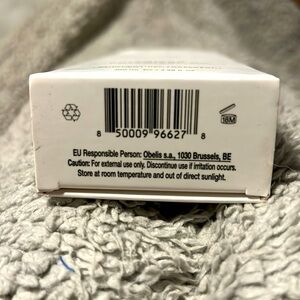 18M
8 50009 96627 8
EU Responsible Person: Obelis s.a., 1030 Brussels, BE
Caution: For external use only. Discontinue use if irritation occurs.
Store at room temperature and out of direct sunlight.